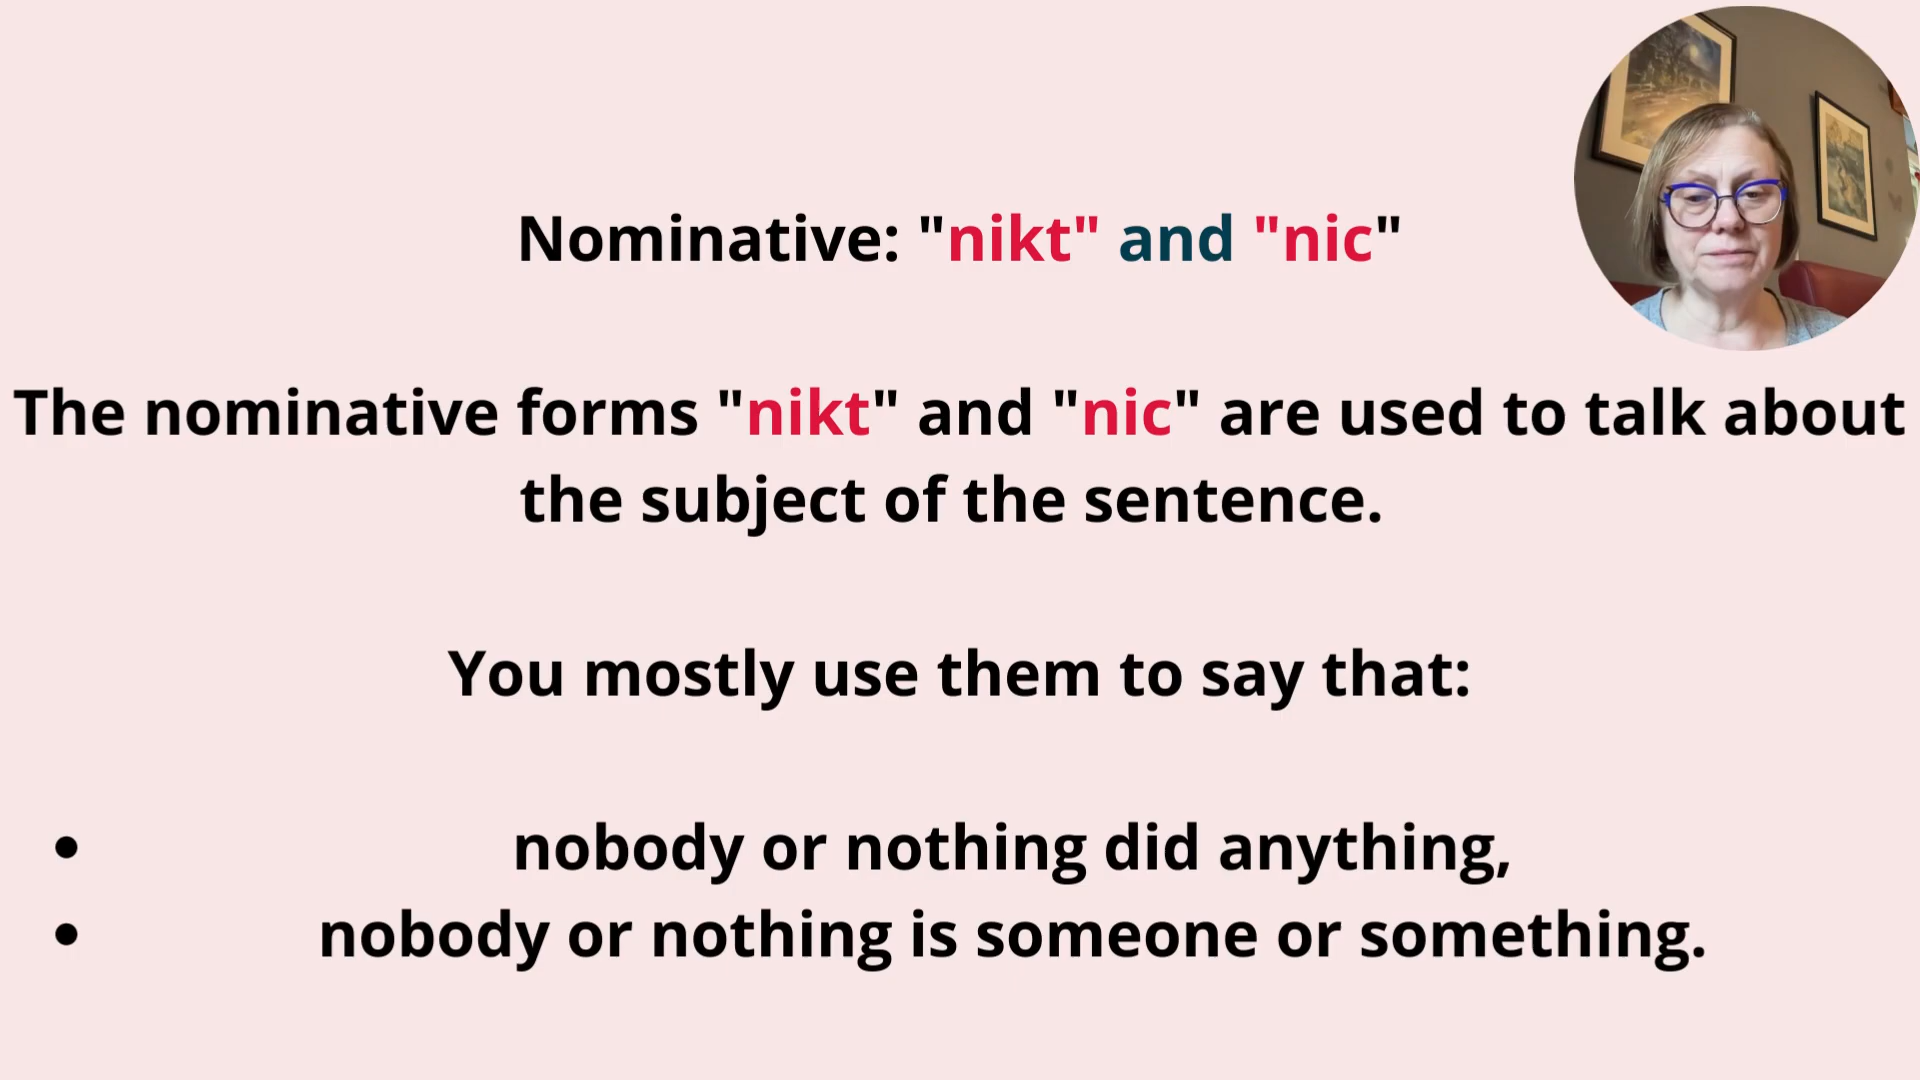 Nominative: "nikt" and "nic"
The nominative forms "nikt" and "nic" are used to talk about
the subject of the sentence.
You mostly use them to say that:
• nobody or nothing did anything,
• nobody or nothing is someone or something.